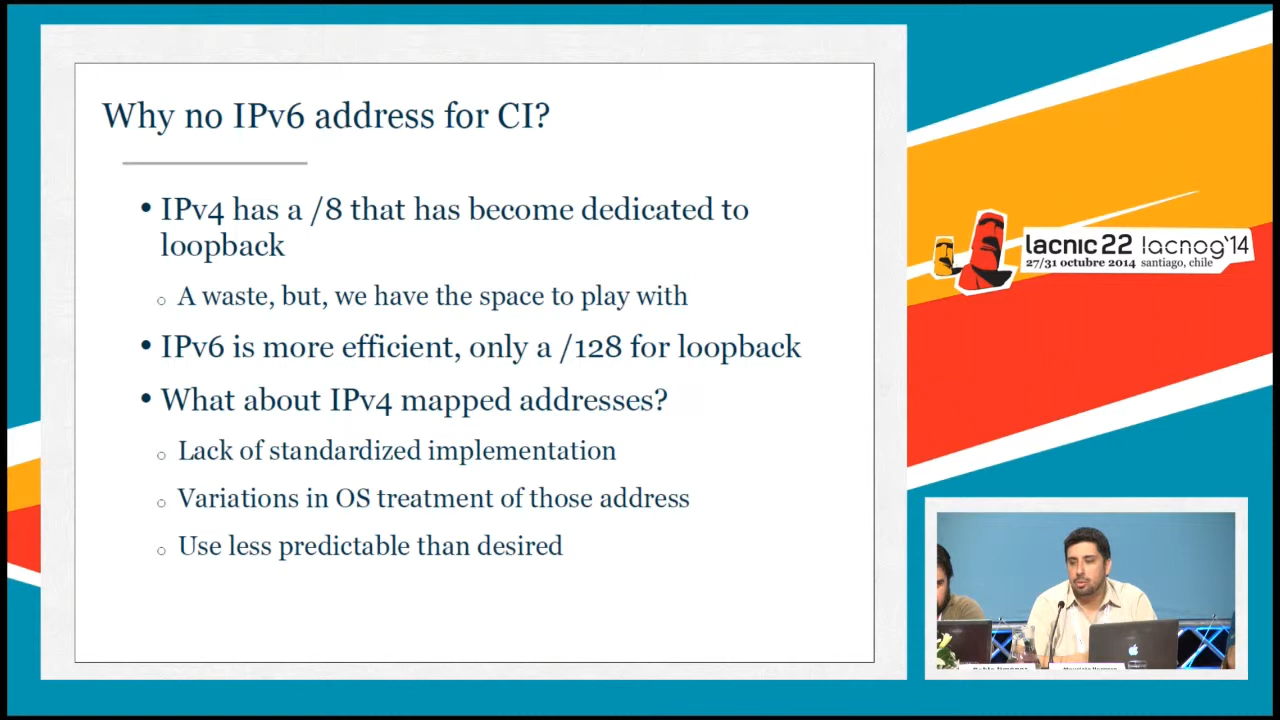 Why no IPv6 address for CI?
• IPv4 has a /8 that has become dedicated to
loopback
○ A waste, but, we have the space to play with
• IPv6 is more efficient, only a /128 for loopback
• What about IPv4 mapped addresses?
○ Lack of standardized implementation
○ Variations in OS treatment of those address
○ Use less predictable than desired
lacnic 22 lacnog'14
27/31 octubre 2014 santiago, chile